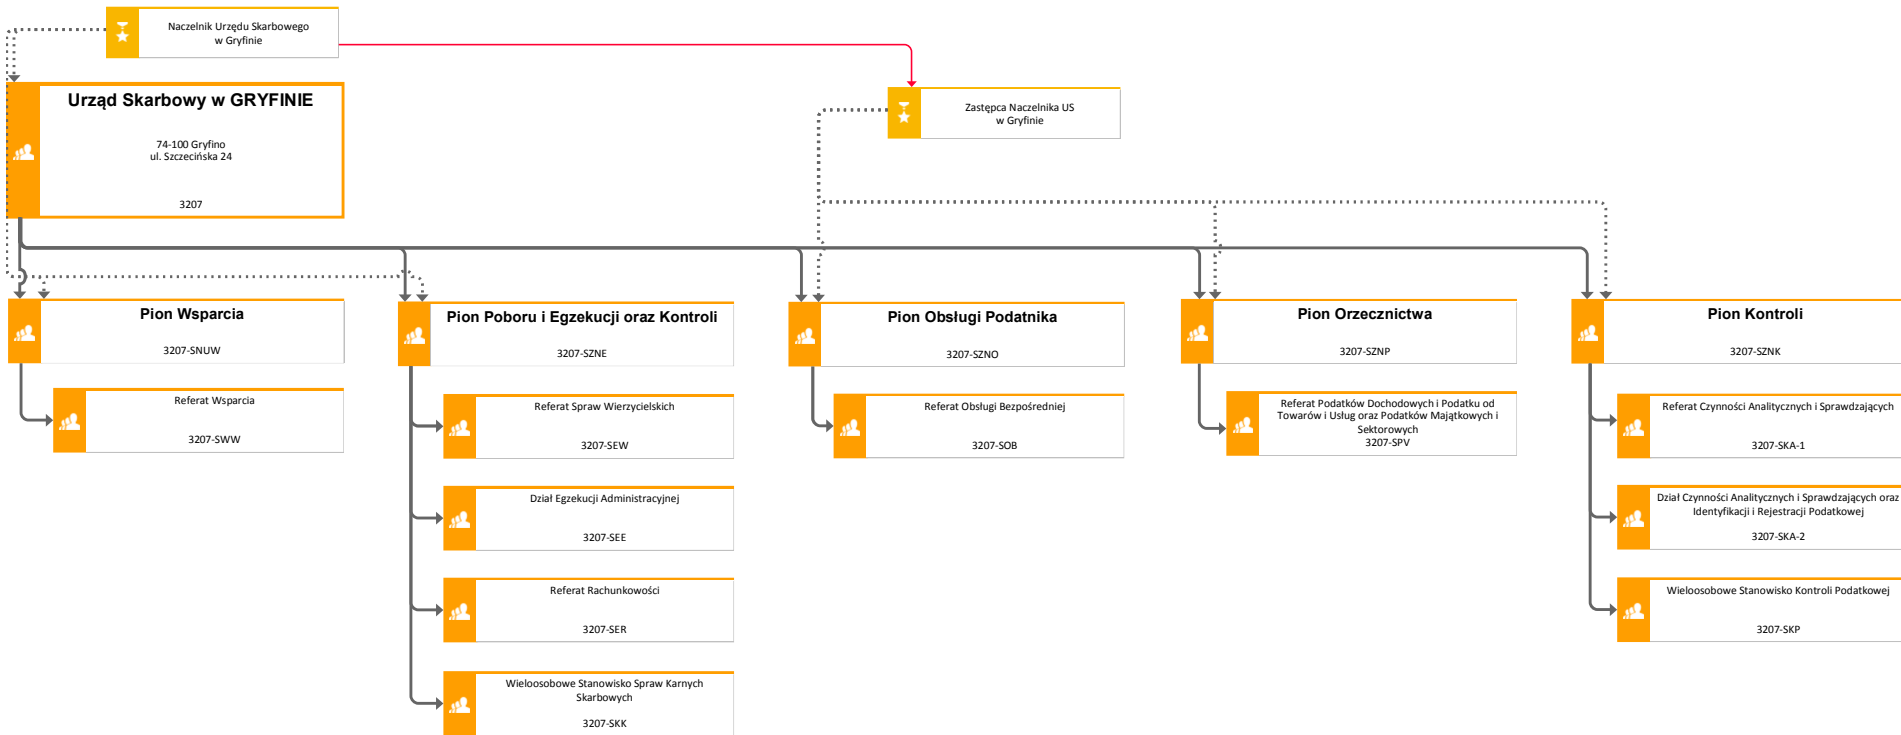 Naczelnik Urzędu Skarbowego
w Gryfinie
Urząd Skarbowy w GRYFINIE
74-100 Gryfino
ul. Szczecińska 24
3207
Zastępca Naczelnika US
w Gryfinie
Pion Wsparcia
3207-SNUW
Referat Wsparcia
3207-SWW
Pion Poboru i Egzekucji oraz Kontroli
3207-SZNE
Referat Spraw Wierzycielskich
3207-SEW
Dział Egzekucji Administracyjnej
3207-SEE
Referat Rachunkowości
3207-SER
Wieloosobowe Stanowisko Spraw Karnych
Skarbowych
3207-SKK
Pion Obsługi Podatnika
3207-SZNO
Referat Obsługi Bezpośredniej
3207-SOB
Pion Orzecznictwa
3207-SZNP
Referat Podatków Dochodowych i Podatku od
Towarów i Usług oraz Podatków Majątkowych i
Sektorowych
3207-SPV
Pion Kontroli
3207-SZNK
Referat Czynności Analitycznych i Sprawdzających
3207-SKA-1
Dział Czynności Analitycznych i Sprawdzających oraz
Identyfikacji i Rejestracji Podatkowej
3207-SKA-2
Wieloosobowe Stanowisko Kontroli Podatkowej
3207-SKP